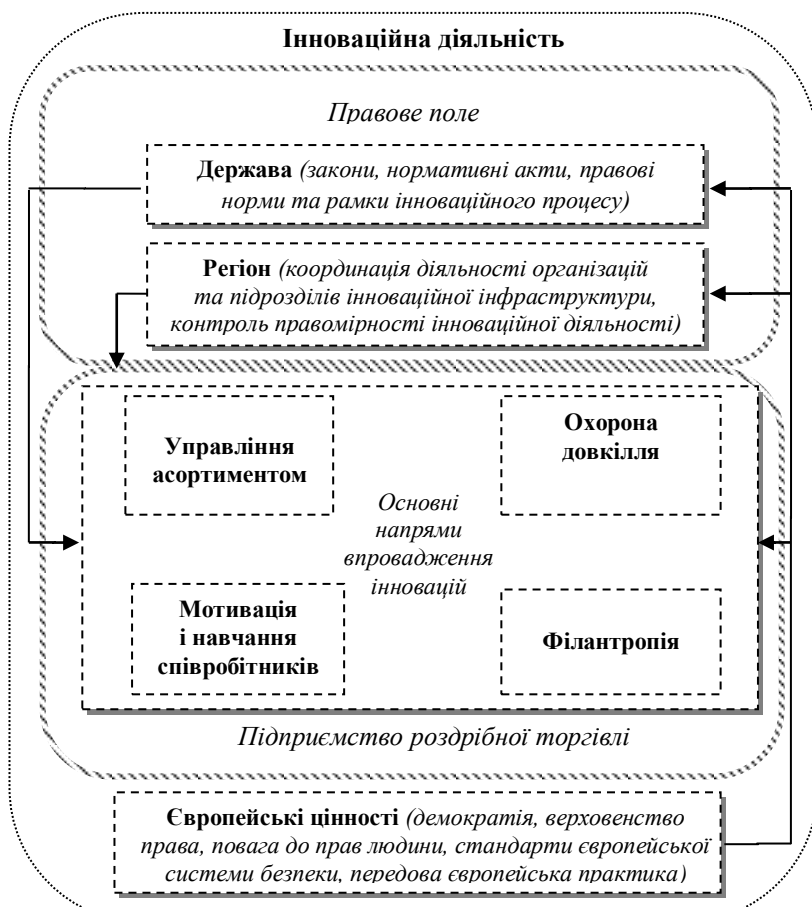 Інноваційна діяльність
Правове поле
Держава (закони, нормативні акти, правові
норми та рамки інноваційного процесу)
Регіон (координація діяльності організацій
та підрозділів інноваційної інфраструктури,
контроль правомірності інноваційної діяльності)
Управління
асортиментом
Охорона
довкілля
Основні
напрями
впровадження
інновацій
Мотивація
і навчання
співробітників
Філантропія
Підприємство роздрібної торгівлі
Європейські цінності (демократія, верховенство
права, повага до прав людини, стандарти європейської
системи безпеки, передова європейська практика)